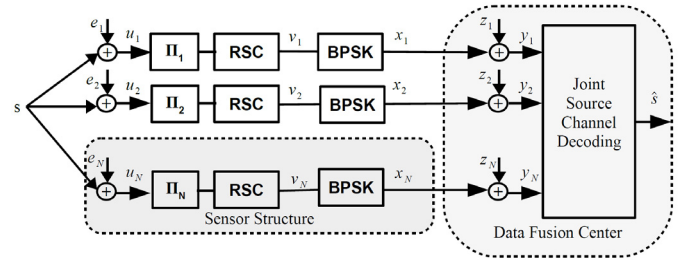 e1 u1 Π1 RSC v1 BPSK x1 z1 y1
e2 u2 Π2 RSC v2 BPSK x2 z2 y2
s
Joint Source Channel Decoding
ŝ
eN uN ΠN RSC vN BPSK xN zN yN
Sensor Structure
Data Fusion Center